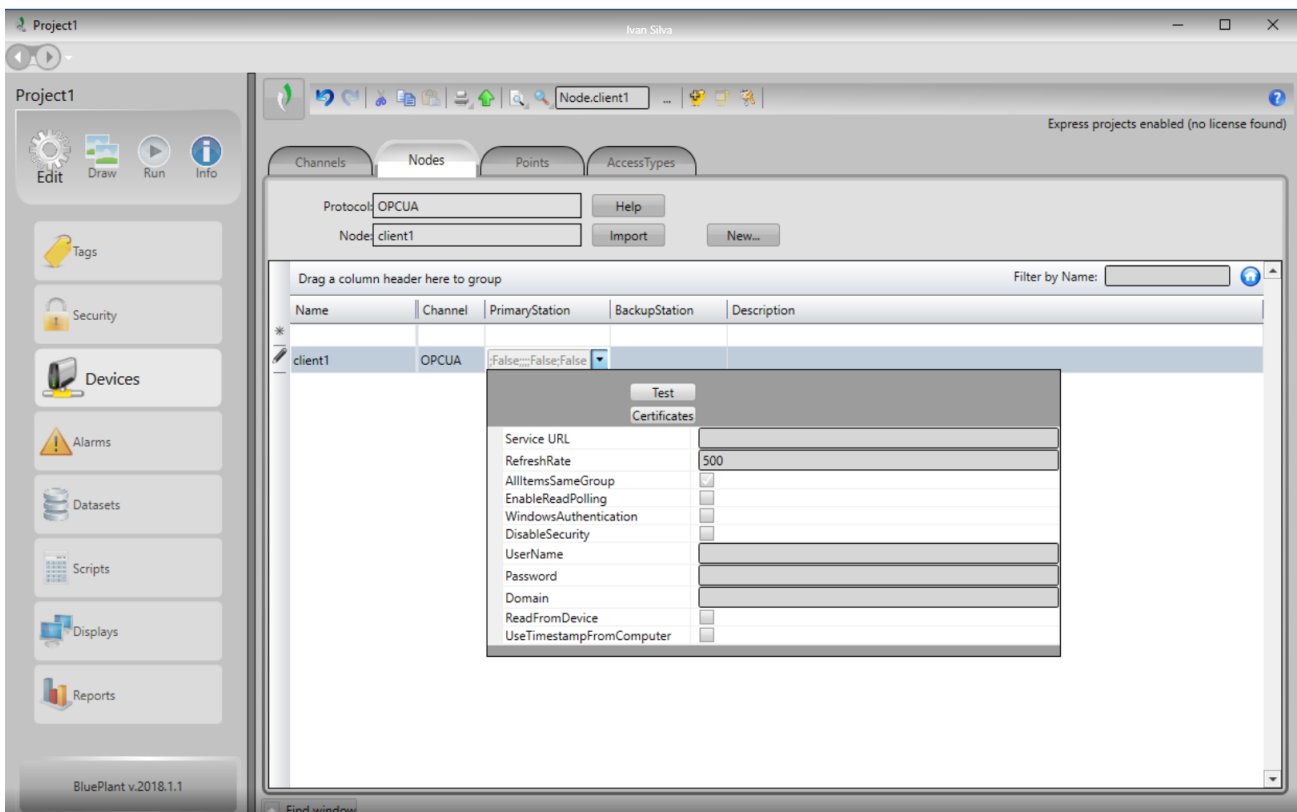 Project1
Ivan Silva
Project1
Edit
Draw
Run
Info
Tags
Security
Devices
Alarms
Datasets
Scripts
Displays
Reports
BluePlant v.2018.1.1
Node.client1
...
Express projects enabled (no license found)
Channels
Nodes
Points
AccessTypes
Protocol: OPCUA
Help
Node: client1
Import
New...
Drag a column header here to group
Filter by Name:
Name
Channel
PrimaryStation
BackupStation
Description
client1
OPCUA
;False;;;;False;False
Test
Certificates
Service URL
RefreshRate 500
AllItemsSameGroup
EnableReadPolling
WindowsAuthentication
DisableSecurity
UserName
Password
Domain
ReadFromDevice
UseTimestampFromComputer
Find window